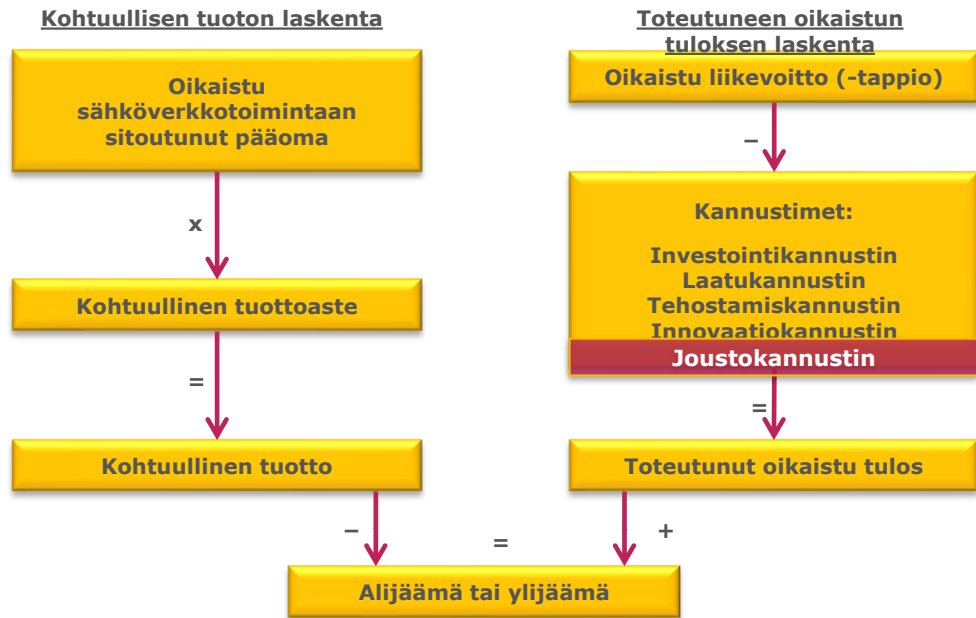 Kohtuullisen tuoton laskenta
Oikaistu
sähköverkkotoimintaan
sitoutunut pääoma
x
Kohtuullinen tuottoaste
=
Kohtuullinen tuotto
−
Toteutuneen oikaistun
tuloksen laskenta
Oikaistu liikevoitto (-tappio)
−
Kannustimet:
Investointikannustin
Laatukannustin
Tehostamiskannustin
Innovaatiokannustin
Joustokannustin
=
Toteutunut oikaistu tulos
+
=
Alijäämä tai ylijäämä